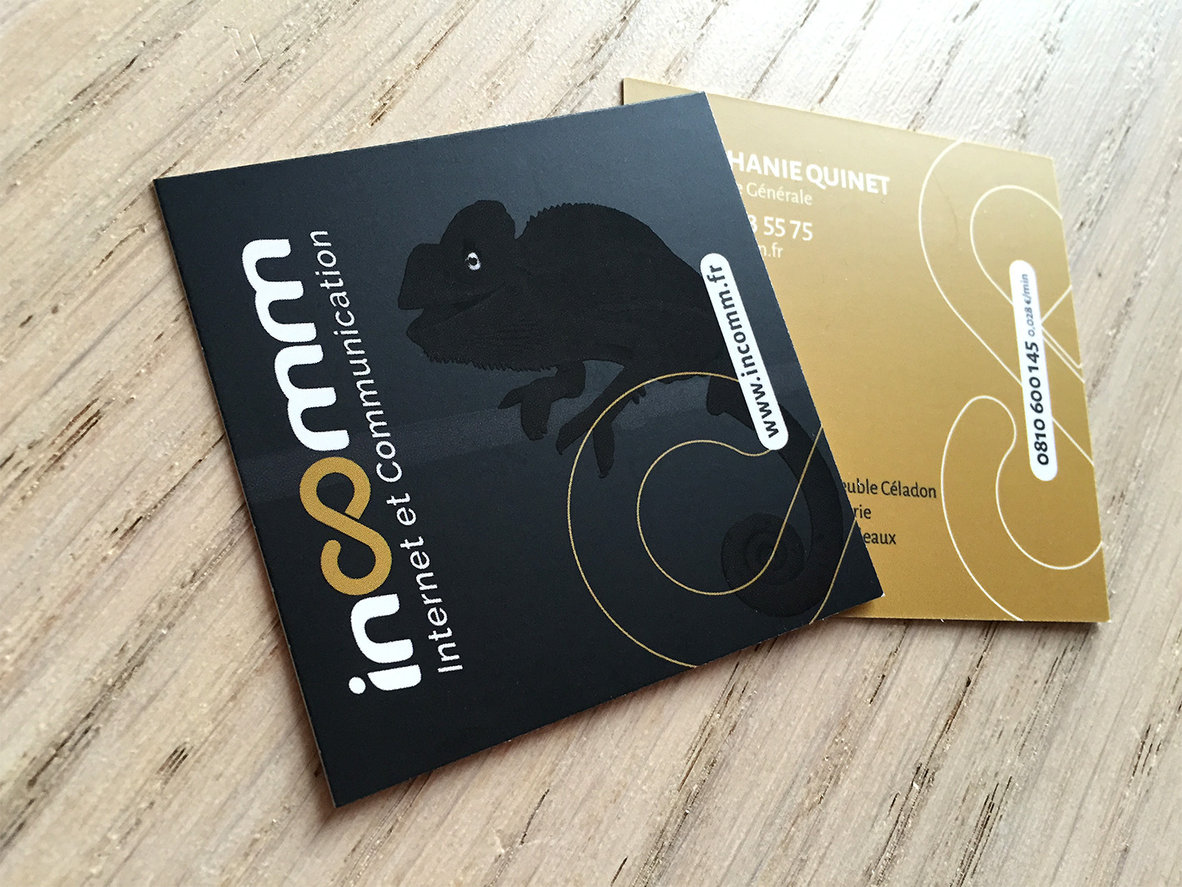 incomm
Internet et Communication
www.incomm.fr
HANIE QUINET
e Générale
3 55 75
m.fr
0810 600 145 0,028 €/min
euble Céladon
rie
eaux